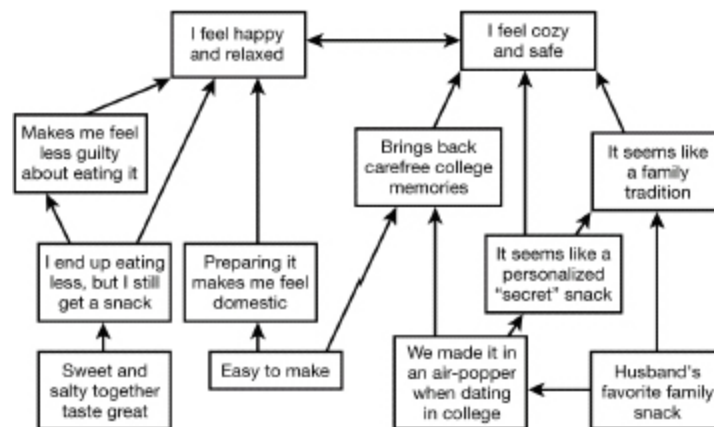 I feel happy
and relaxed
I feel cozy
and safe
Makes me feel
less guilty
about eating it
Brings back
carefree college
memories
It seems like
a family
tradition
I end up eating
less, but I still
get a snack
Preparing it
makes me feel
domestic
It seems like a
personalized
"secret" snack
Sweet and
salty together
taste great
Easy to make
We made it in
an air-popper
when dating
in college
Husband's
favorite family
snack